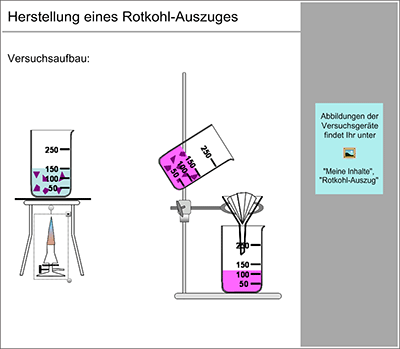 Herstellung eines Rotkohl-Auszuges
Versuchsaufbau:
250
150
100
50
250
150
100
50
250
150
100
50
Abbildungen der
Versuchsgeräte
findet Ihr unter
"Meine Inhalte",
"Rotkohl-Auszug"